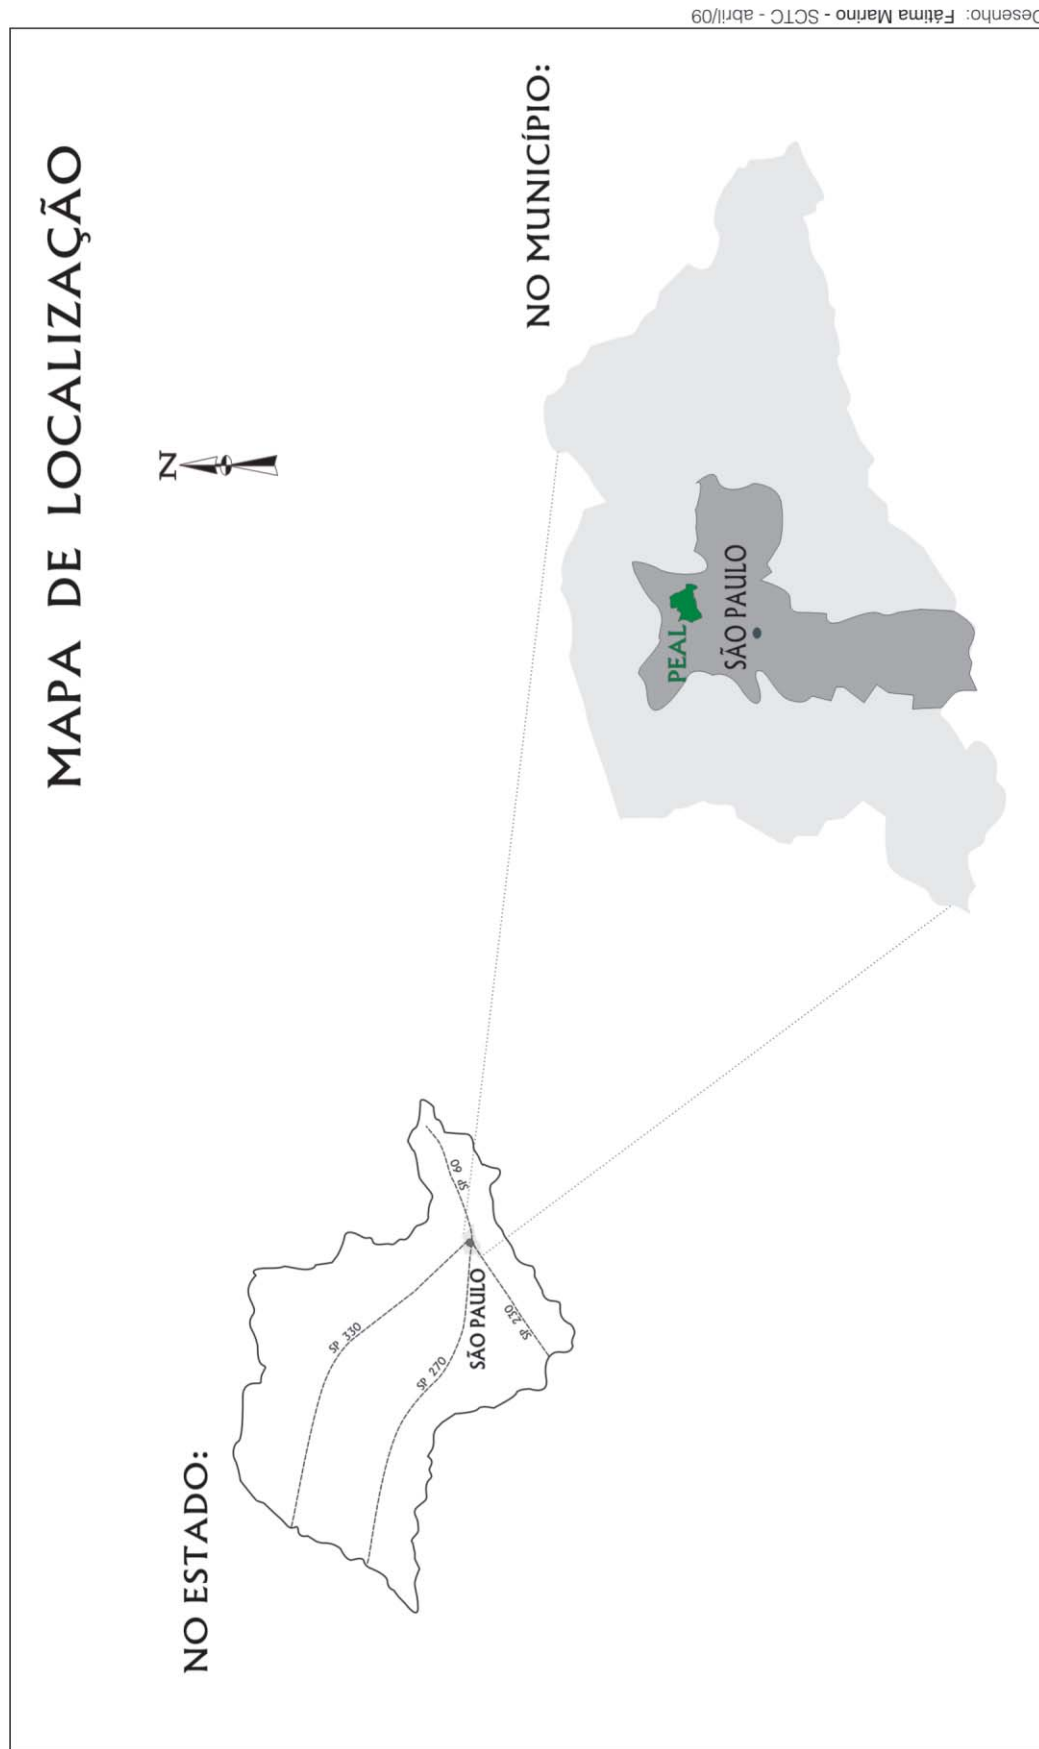 MAPA DE LOCALIZAÇÃO
N
NO ESTADO:
SP 330
SP 270
SP 60
SÃO PAULO
SP 230
NO MUNICÍPIO:
PEAL
SÃO PAULO
Desenho: Fátima Marino - SCTC - abril/09